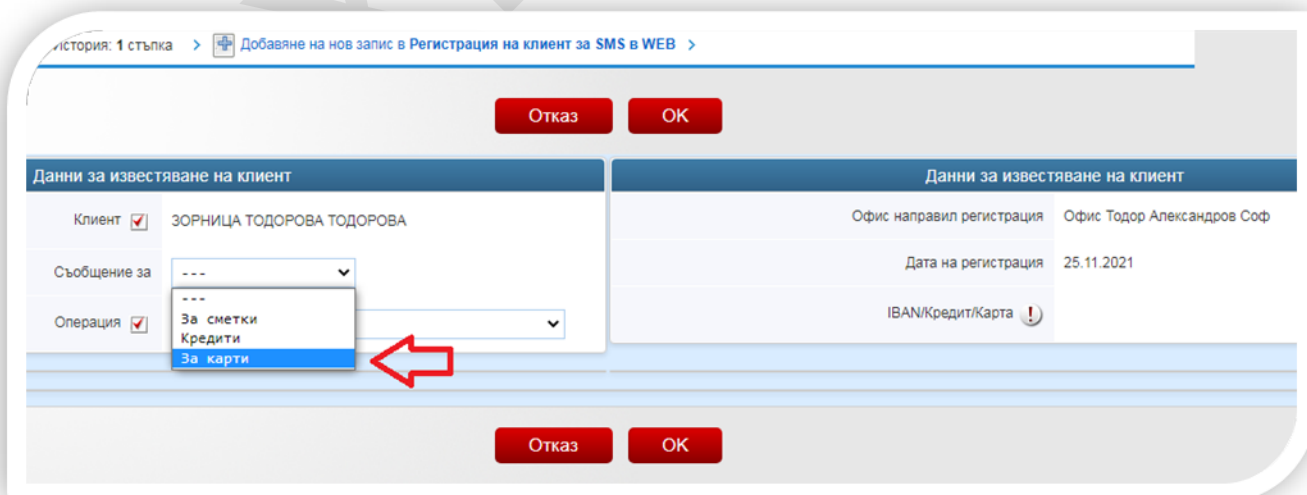 История: 1 стъпка > Добавяне на нов запис в Регистрация на клиент за SMS в WEB >
Отказ OK
Данни за известяване на клиент
Клиент ЗОРНИЦА ТОДОРОВА ТОДОРОВА
Съобщение за ---
---
За сметки
Кредити
За карти
Операция
Данни за известяване на клиент
Офис направил регистрация Офис Тодор Александров Соф
Дата на регистрация 25.11.2021
IBAN/Кредит/Карта
Отказ OK